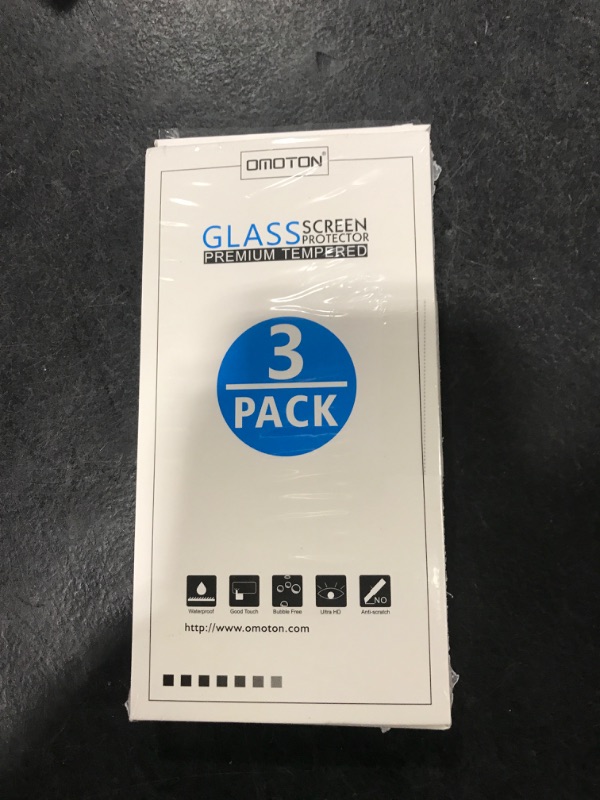 OMOTON®
GLASS SCREEN PROTECTOR
PREMIUM TEMPERED
3
PACK
Waterproof Good Touch Bubble Free Ultra HD Anti-scratch
NO
http://www.omoton.com